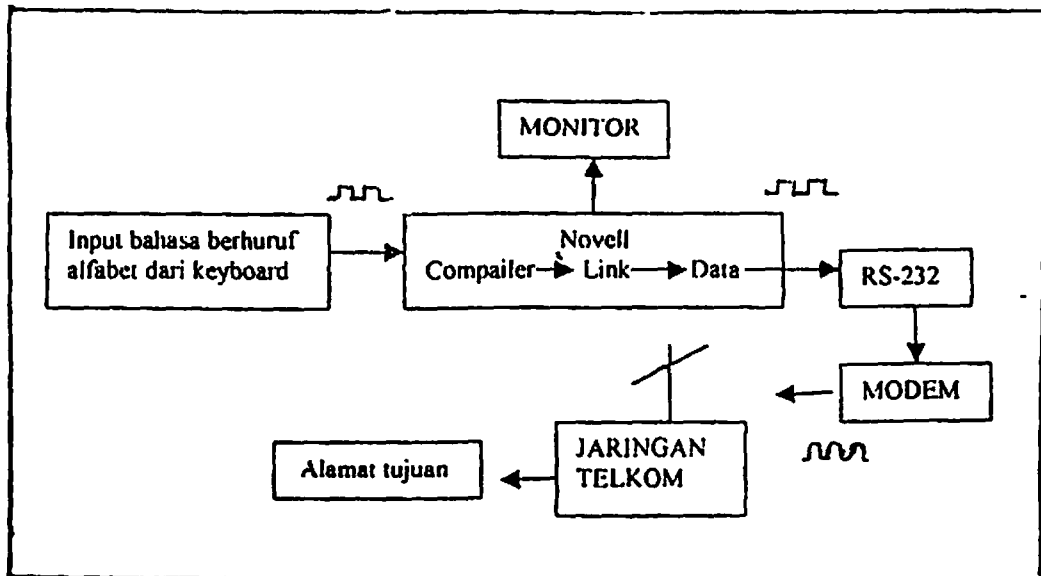 MONITOR
Input bahasa berhuruf
alfabet dari keyboard
Novell
Compailer Link Data
RS-232
MODEM
JARINGAN
TELKOM
Alamat tujuan